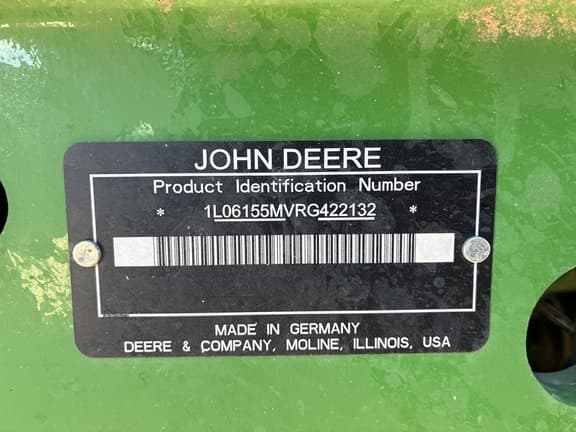 JOHN DEERE
Product Identification Number
* 1L06155MVRG422132 *
MADE IN GERMANY
DEERE & COMPANY, MOLINE, ILLINOIS, USA